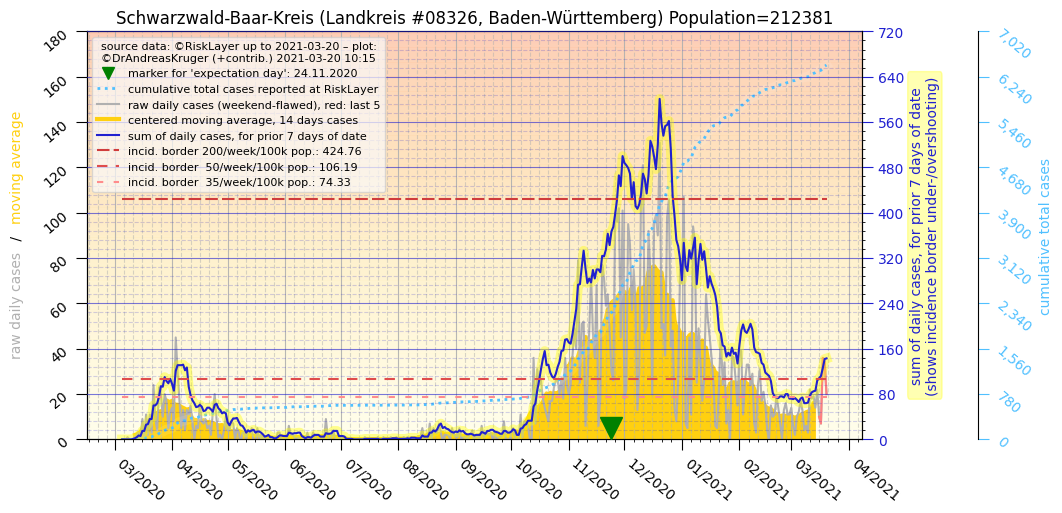 Schwarzwald-Baar-Kreis (Landkreis #08326, Baden-Württemberg) Population=212381
source data: ©RiskLayer up to 2021-03-20 – plot:
©DrAndreasKruger (+contrib.) 2021-03-20 10:15
marker for 'expectation day': 24.11.2020
cumulative total cases reported at RiskLayer
raw daily cases (weekend-flawed), red: last 5
centered moving average, 14 days cases
sum of daily cases, for prior 7 days of date
incid. border 200/week/100k pop.: 424.76
incid. border 50/week/100k pop.: 106.19
incid. border 35/week/100k pop.: 74.33
raw daily cases / moving average
180
160
140
120
100
80
60
40
20
0
720
640
560
480
400
320
240
160
80
0
sum of daily cases, for prior 7 days of date
(shows incidence border under-/overshooting)
7,020
6,240
5,460
4,680
3,900
3,120
2,340
1,560
780
0
cumulative total cases
03/2020
04/2020
05/2020
06/2020
07/2020
08/2020
09/2020
10/2020
11/2020
12/2020
01/2021
02/2021
03/2021
04/2021